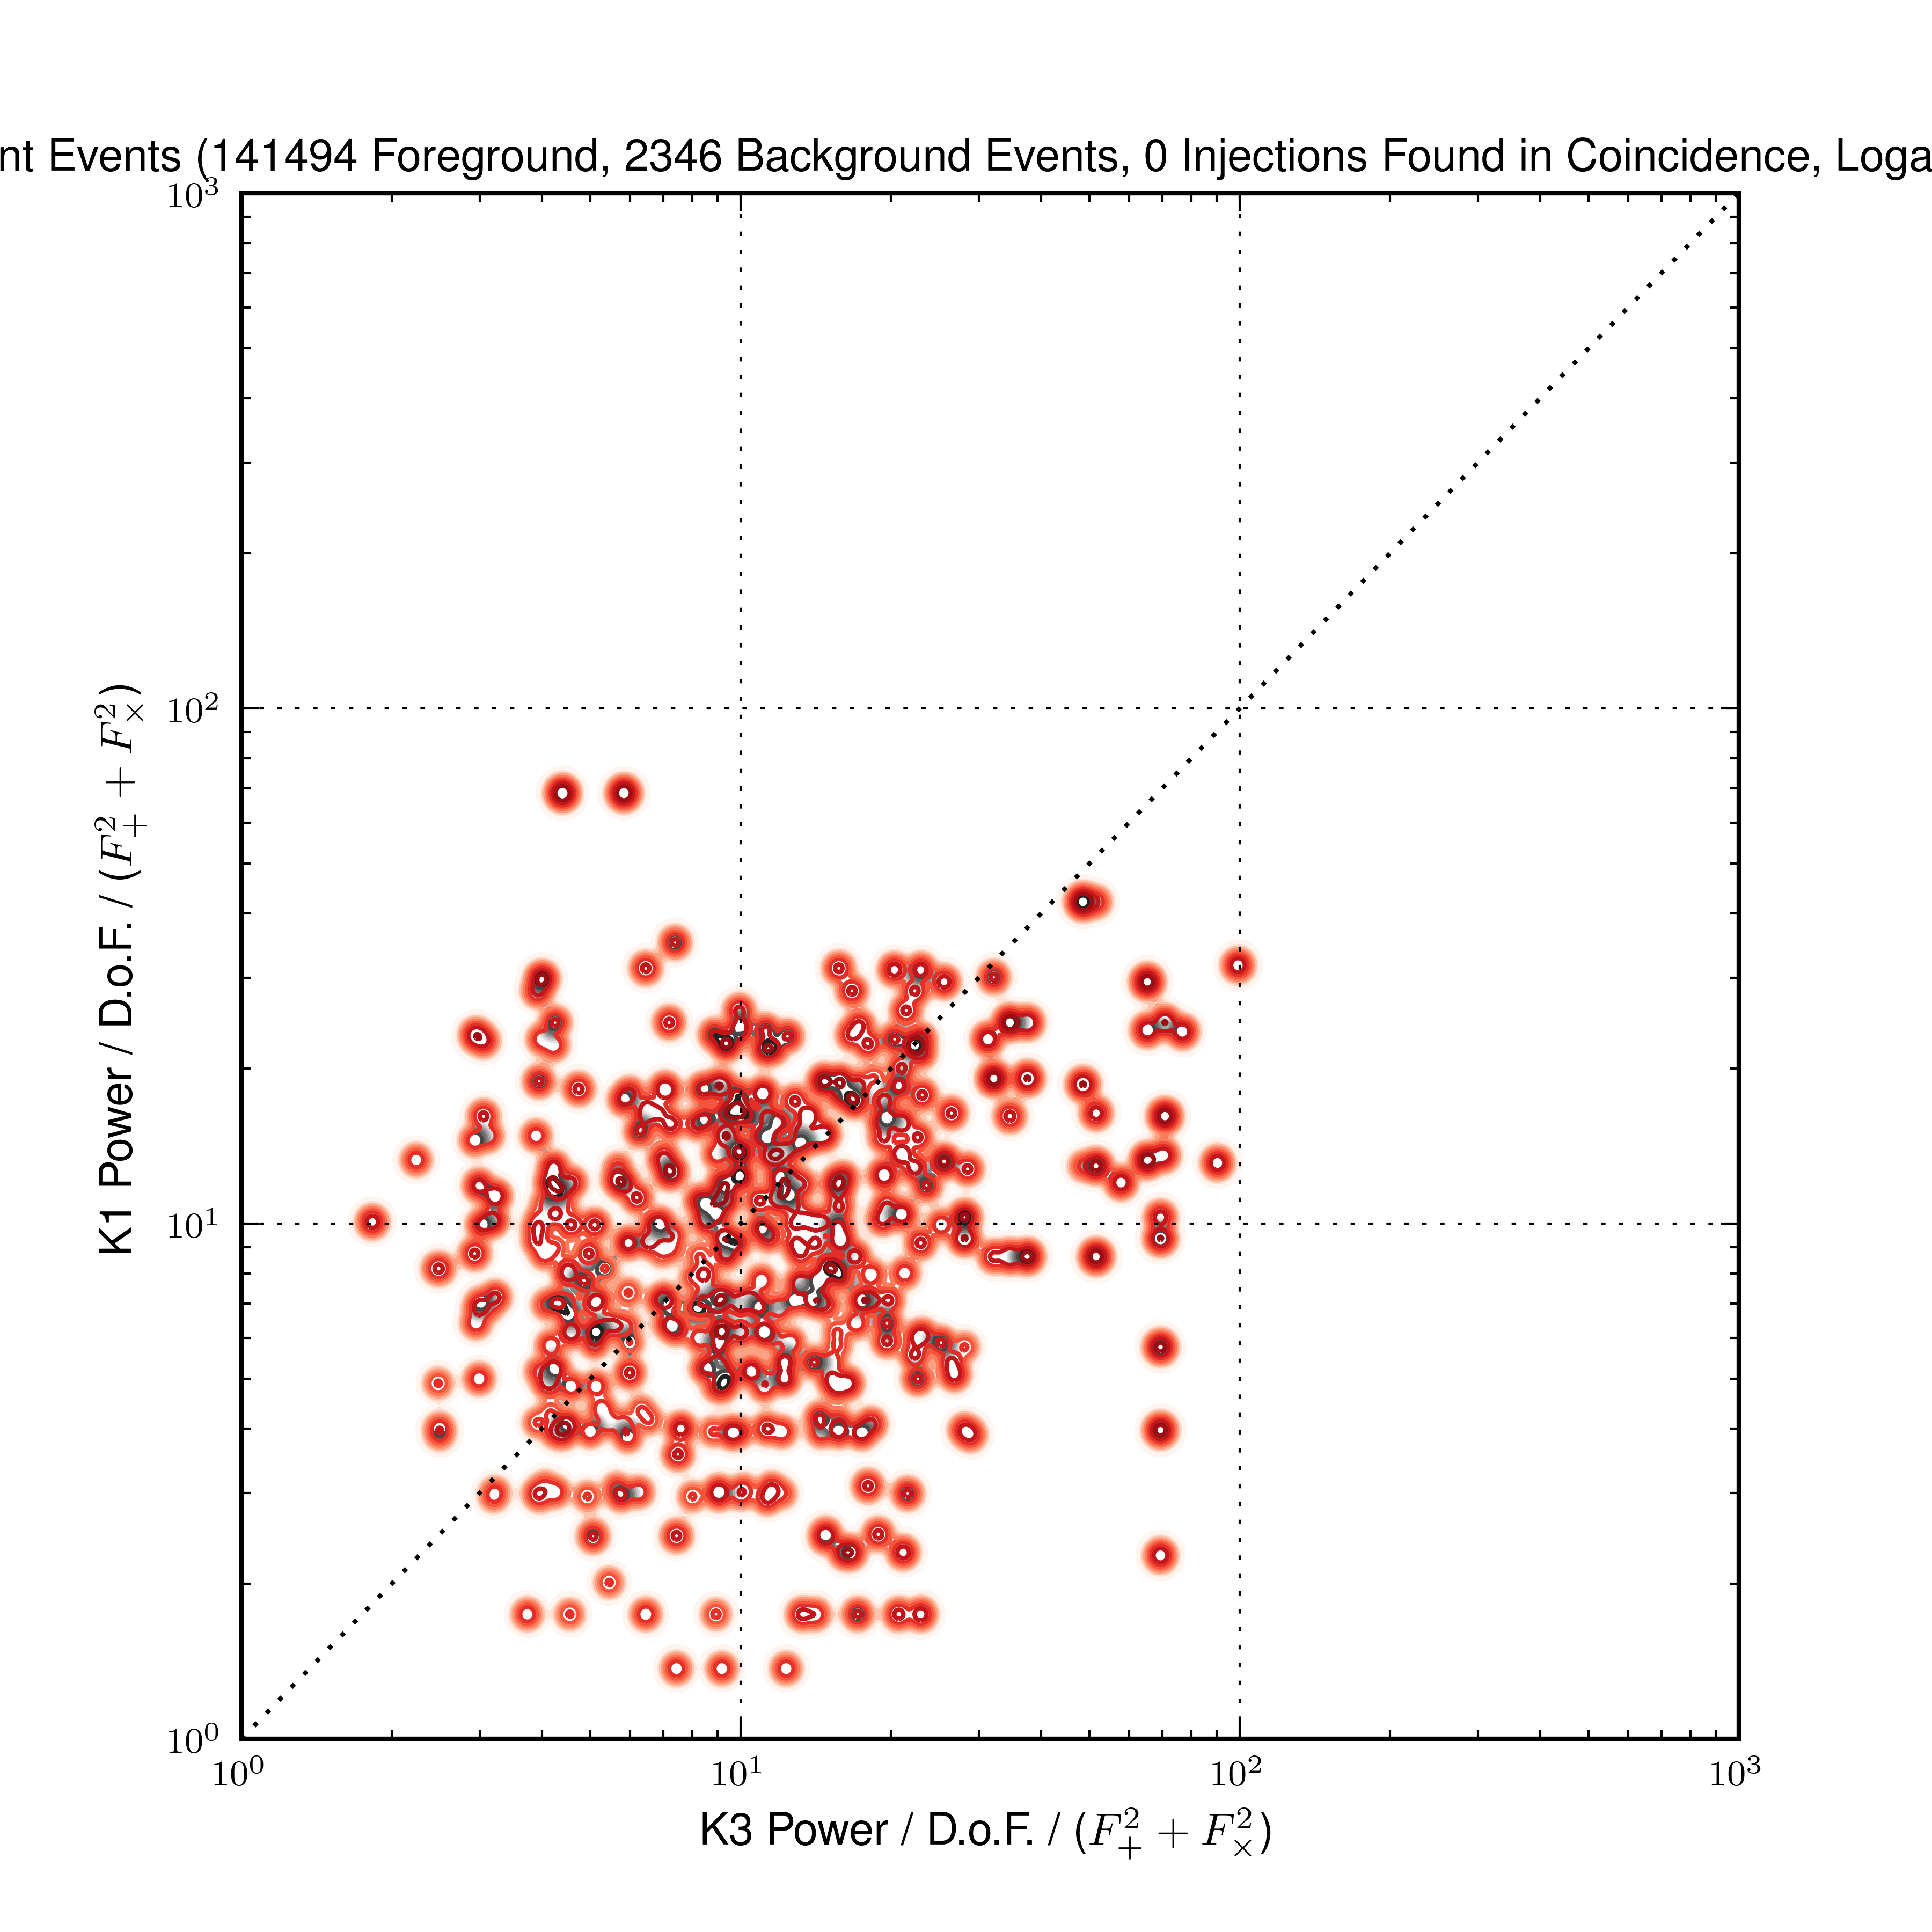 nt Events (141494 Foreground, 2346 Background Events, 0 Injections Found in Coincidence, Loga
10³
10²
10¹
10⁰
K1 Power / D.o.F. / (F₊² + F×²)
10⁰ 10¹ 10² 10³
K3 Power / D.o.F. / (F₊² + F×²)